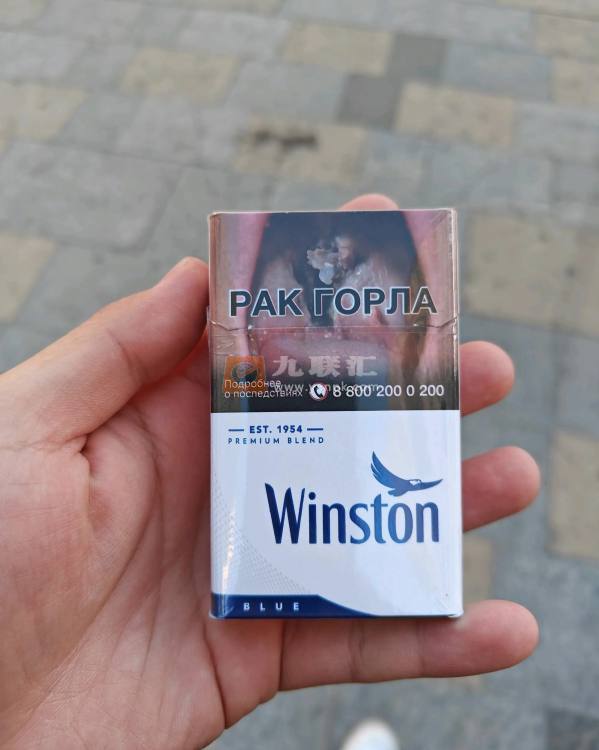 РАК ГОРЛА
九联汇
Подробнее
о последствиях
8 800 200 0 200
EST. 1954
PREMIUM BLEND
Winston
BLUE